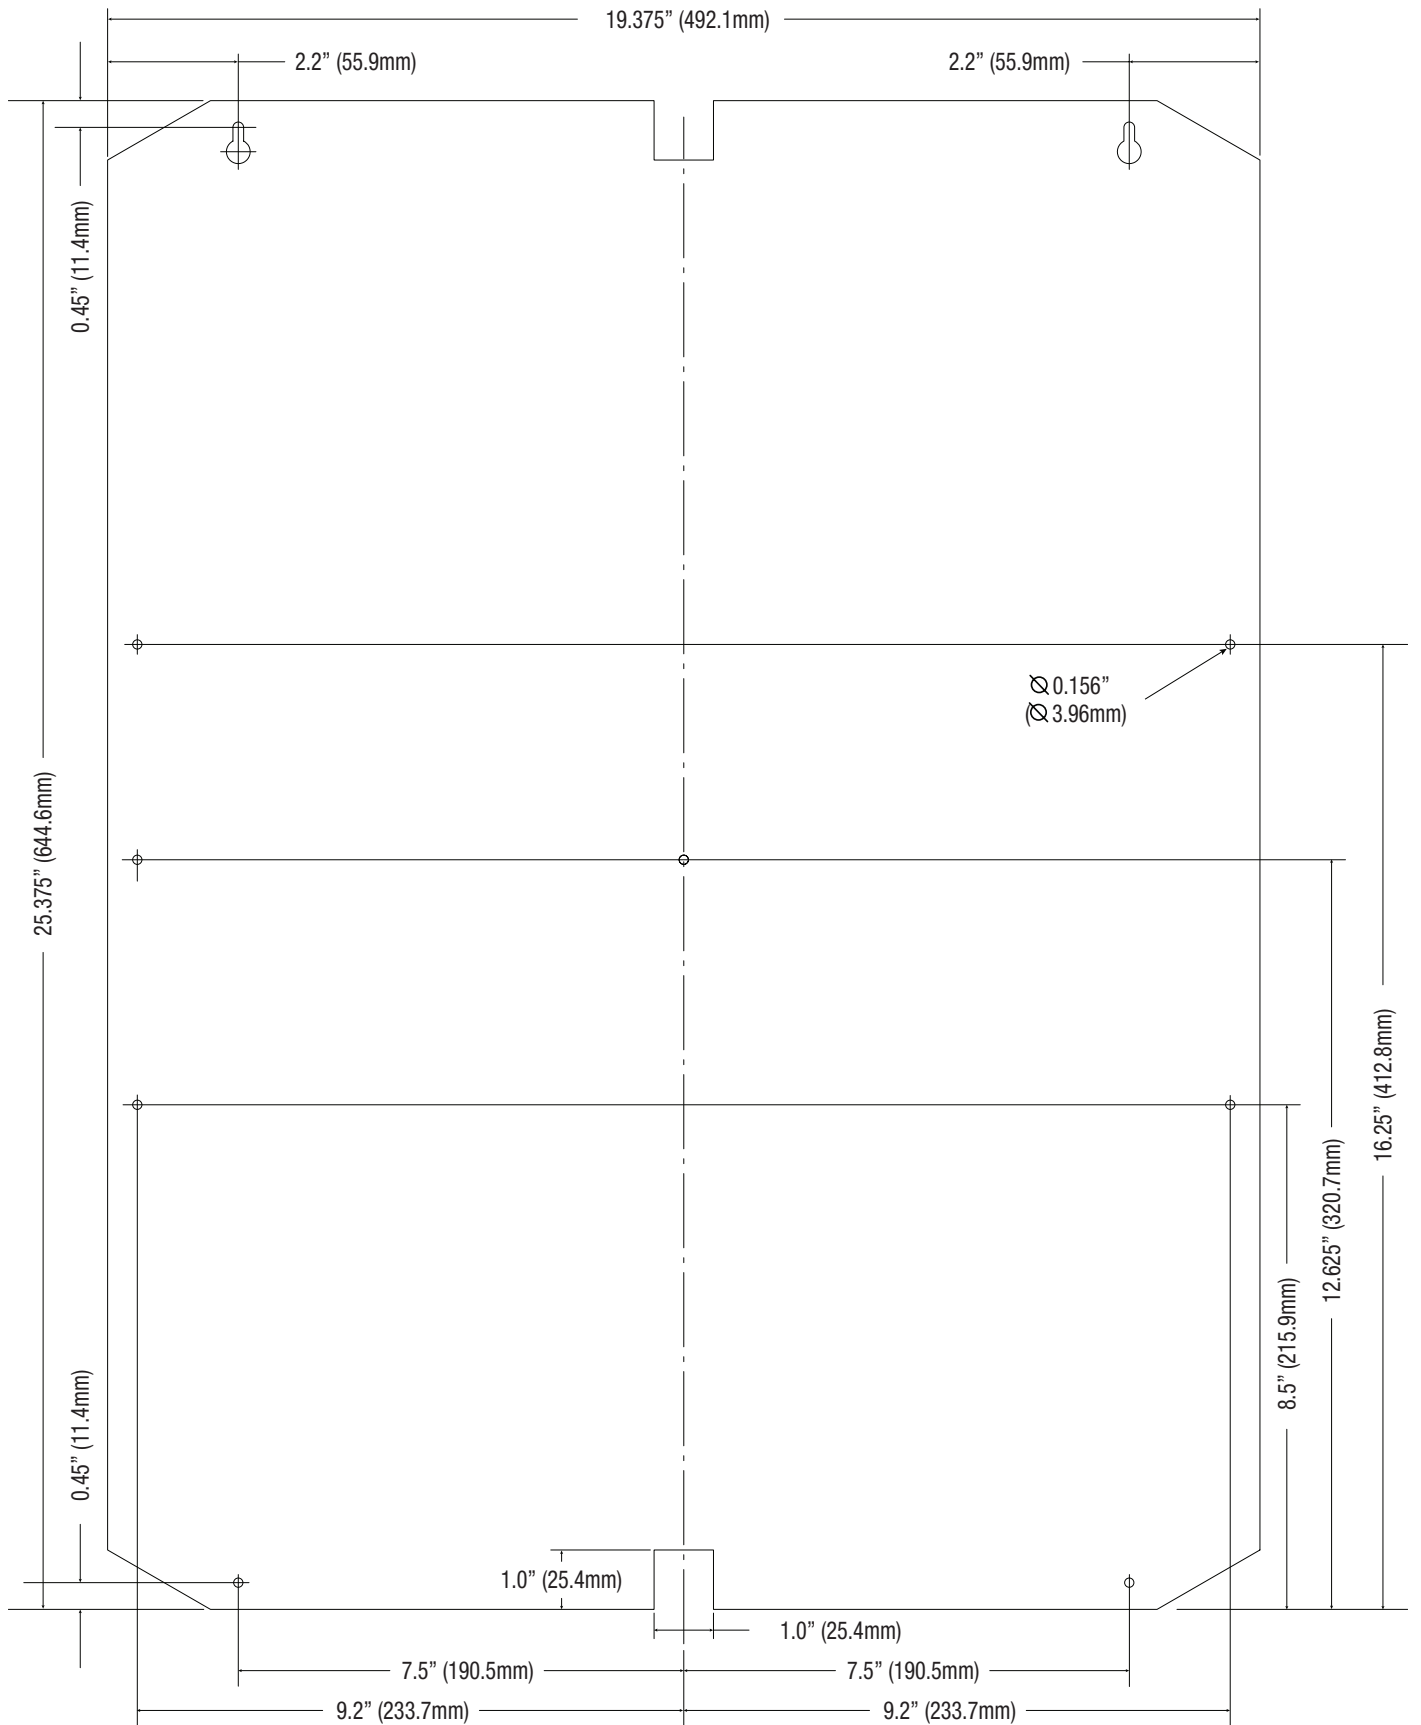 19.375” (492.1mm)
2.2” (55.9mm)
2.2” (55.9mm)
0.45” (11.4mm)
Ø 0.156”
(Ø 3.96mm)
25.375” (644.6mm)
16.25” (412.8mm)
12.625” (320.7mm)
8.5” (215.9mm)
0.45” (11.4mm)
1.0” (25.4mm)
1.0” (25.4mm)
7.5” (190.5mm)
7.5” (190.5mm)
9.2” (233.7mm)
9.2” (233.7mm)